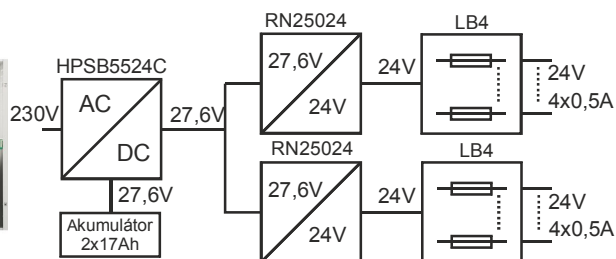 RN25024
LB4
HPSB5524C
27,6V
24V
24V
24V
4x0,5A
230V
AC
DC
27,6V
27,6V
Akumulátor
2x17Ah
RN25024
LB4
27,6V
24V
24V
24V
4x0,5A